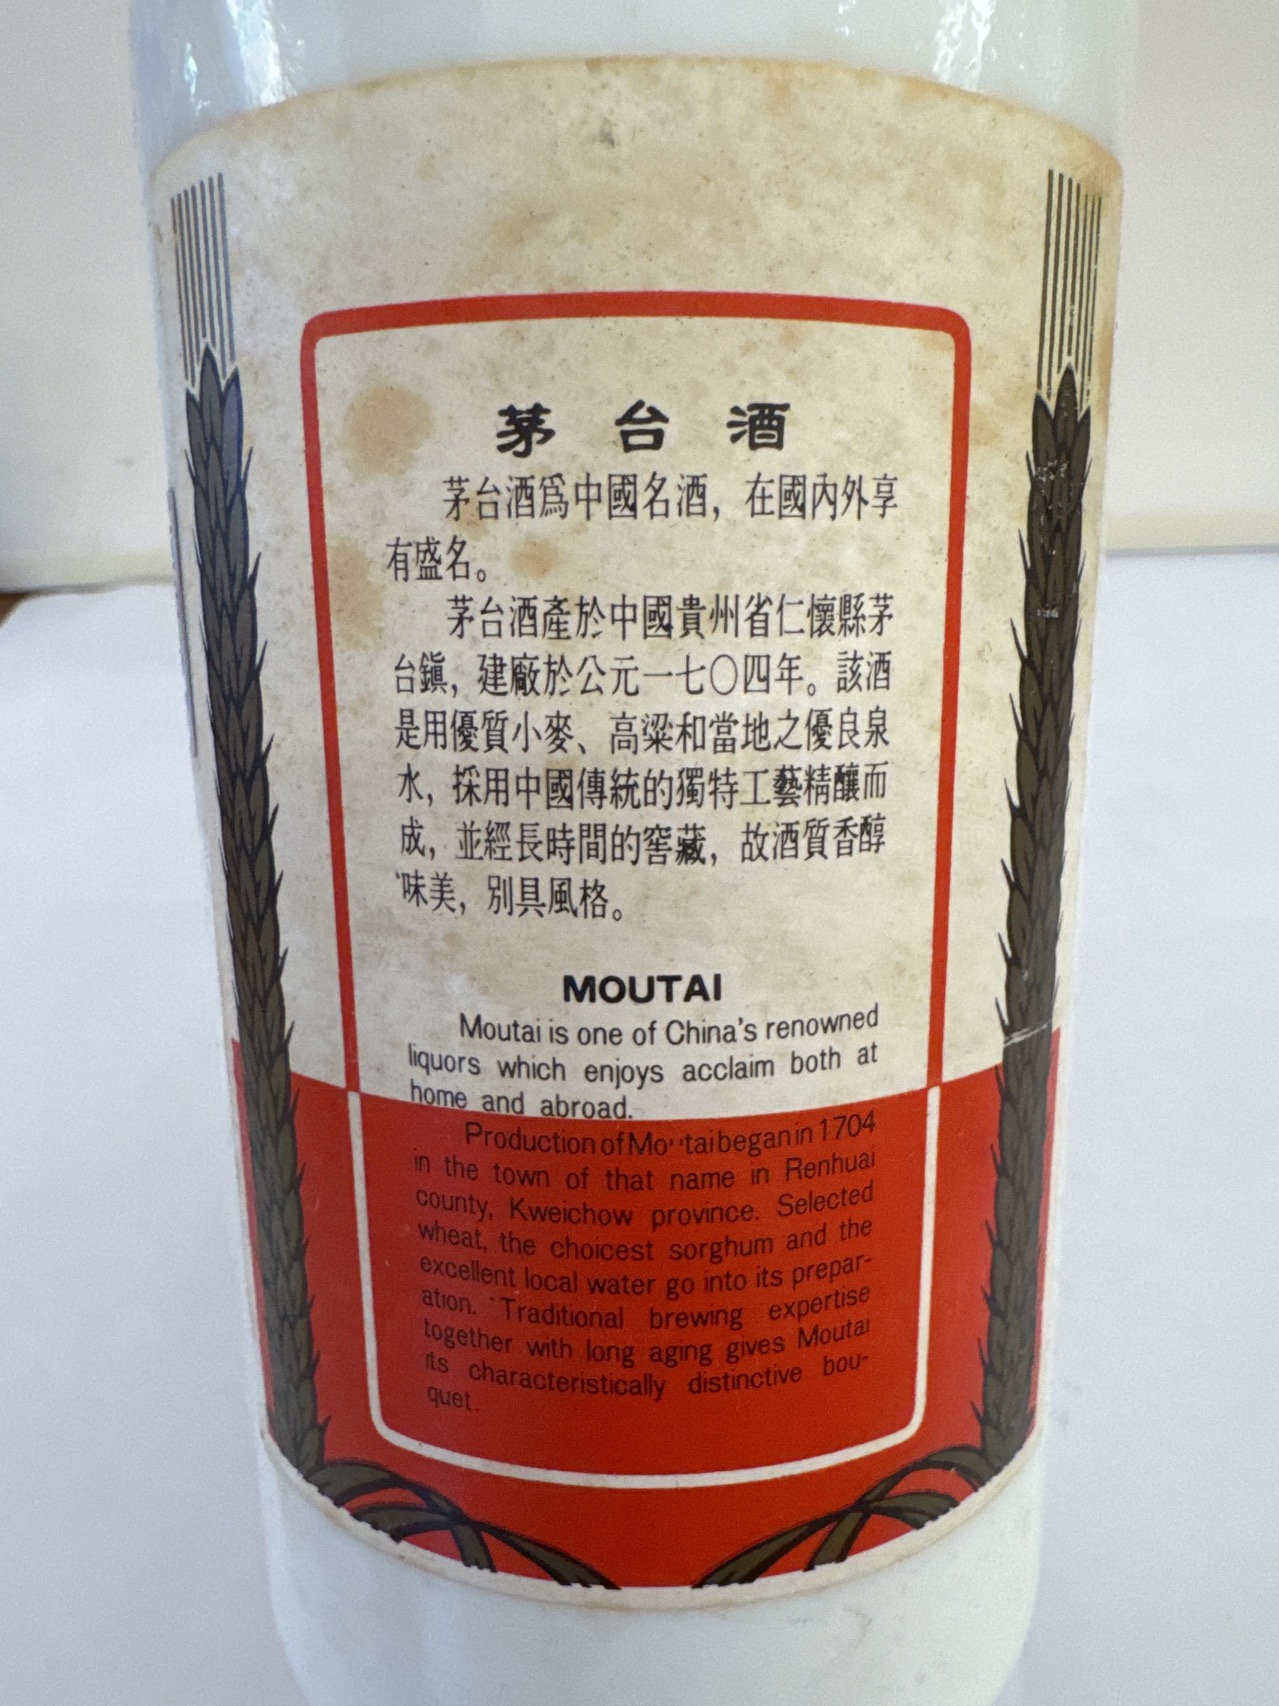 茅台酒
茅台酒爲中國名酒，在國內外享
有盛名。
茅台酒產於中國貴州省仁懷縣茅
台鎭，建廠於公元一七〇四年。該酒
是用優質小麥、高粱和當地之優良泉
水，採用中國傳統的獨特工藝精釀而
成，並經長時間的窖藏，故酒質香醇
味美，別具風格。
MOUTAI
Moutai is one of China's renowned
liquors which enjoys acclaim both at
home and abroad.
Production of Moutai began in 1704
in the town of that name in Renhuai
county, Kweichow province. Selected
wheat, the choicest sorghum and the
excellent local water go into its prepar-
ation. Traditional brewing expertise
together with long aging gives Moutai
its characteristically distinctive bou-
quet.